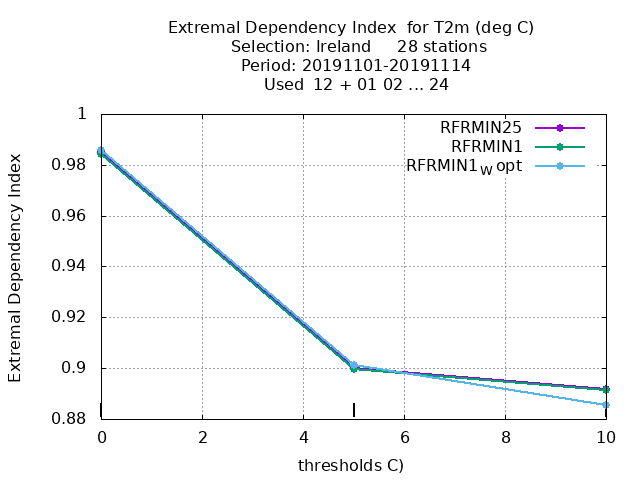 Extremal Dependency Index  for T2m (deg C)
Selection: Ireland     28 stations
Period: 20191101-20191114
Used  12 + 01 02 ... 24
RFRMIN25
RFRMIN1
RFRMIN1W opt
Extremal Dependency Index
1
0.98
0.96
0.94
0.92
0.9
0.88
0 2 4 6 8 10
thresholds C)